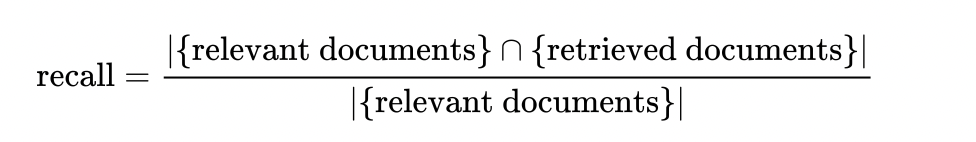 recall = |{relevant documents} ∩ {retrieved documents}|
|{relevant documents}|